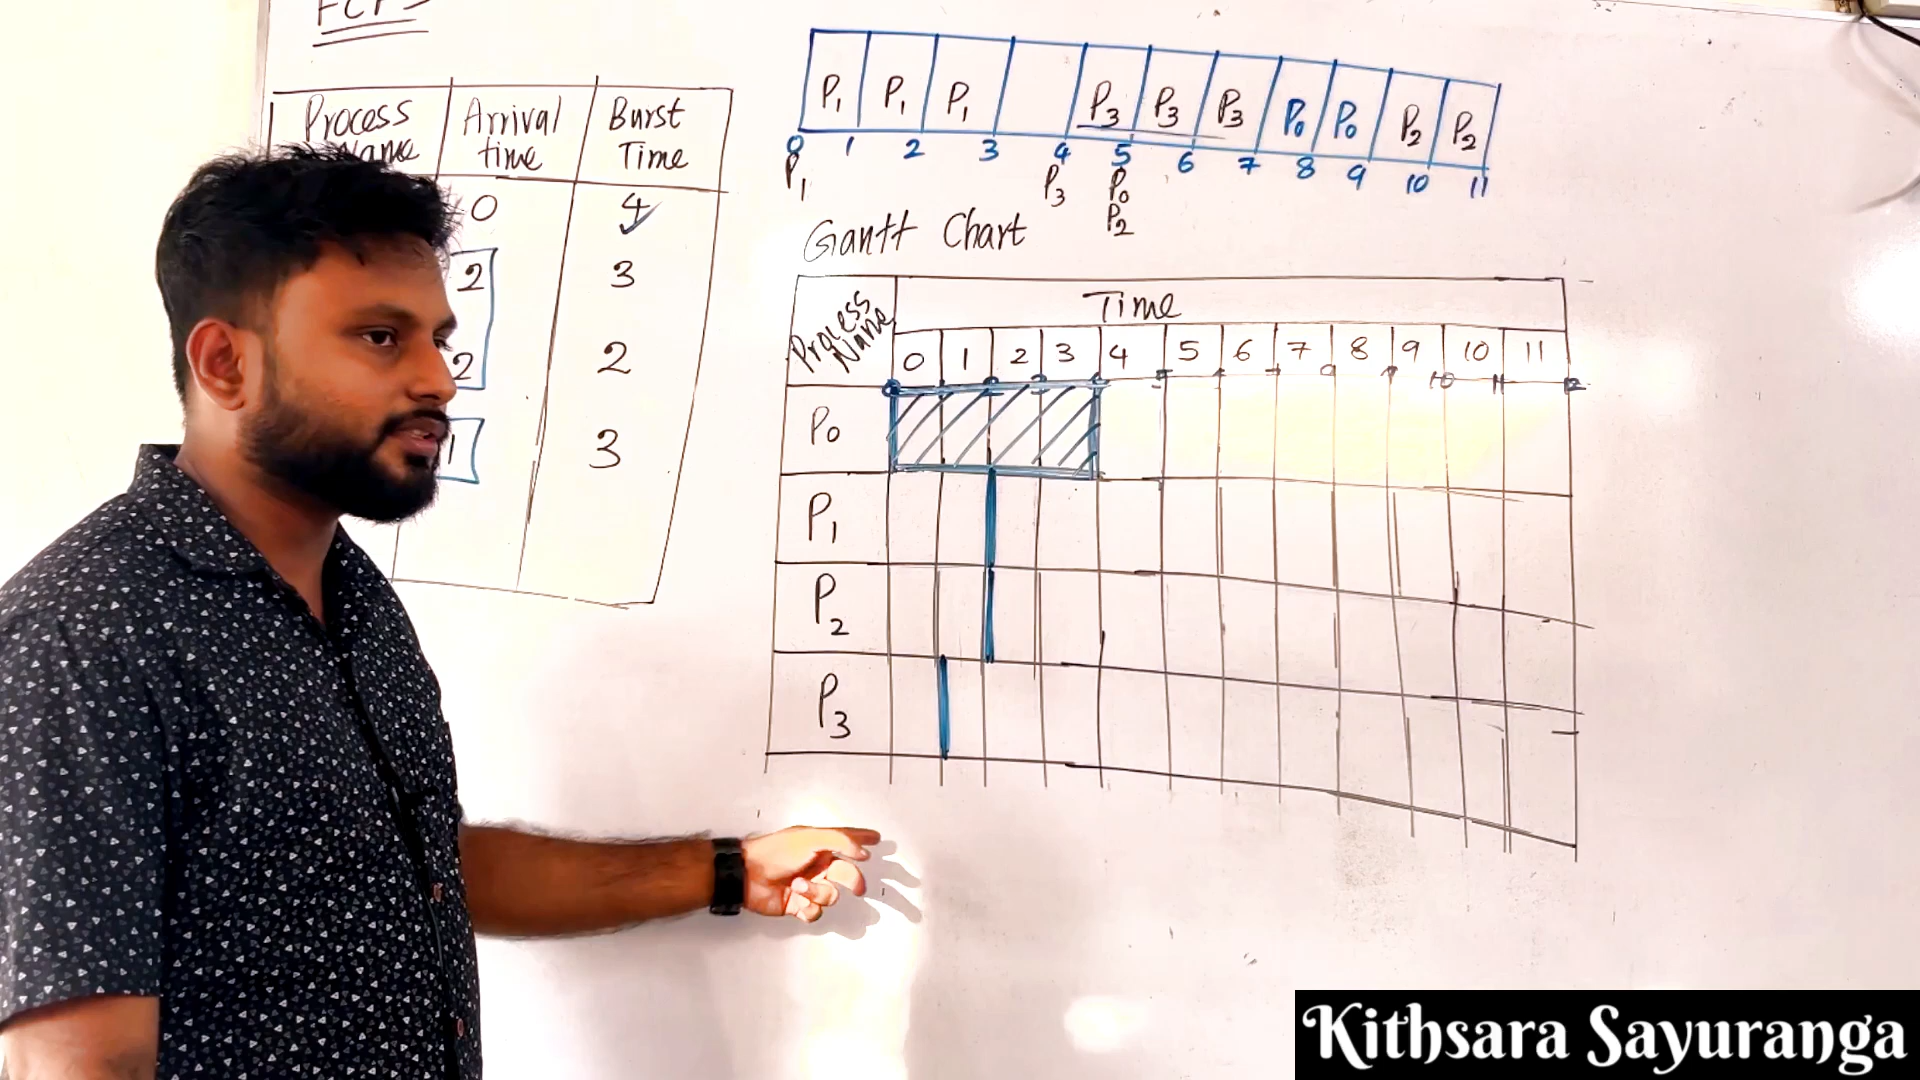 FCFS
Process Name
Arrival time
Burst Time
0 4
2 3
2 2
1 3
P1 P1 P1 P3 P3 P3 P0 P0 P2 P2
0 1 2 3 4 5 6 7 8 9 10 11
P1 P3 P0
P2
Gantt Chart
Process Name
Time
0 1 2 3 4 5 6 7 8 9 10 11
P0
P1
P2
P3
Kithsara Sayuranga